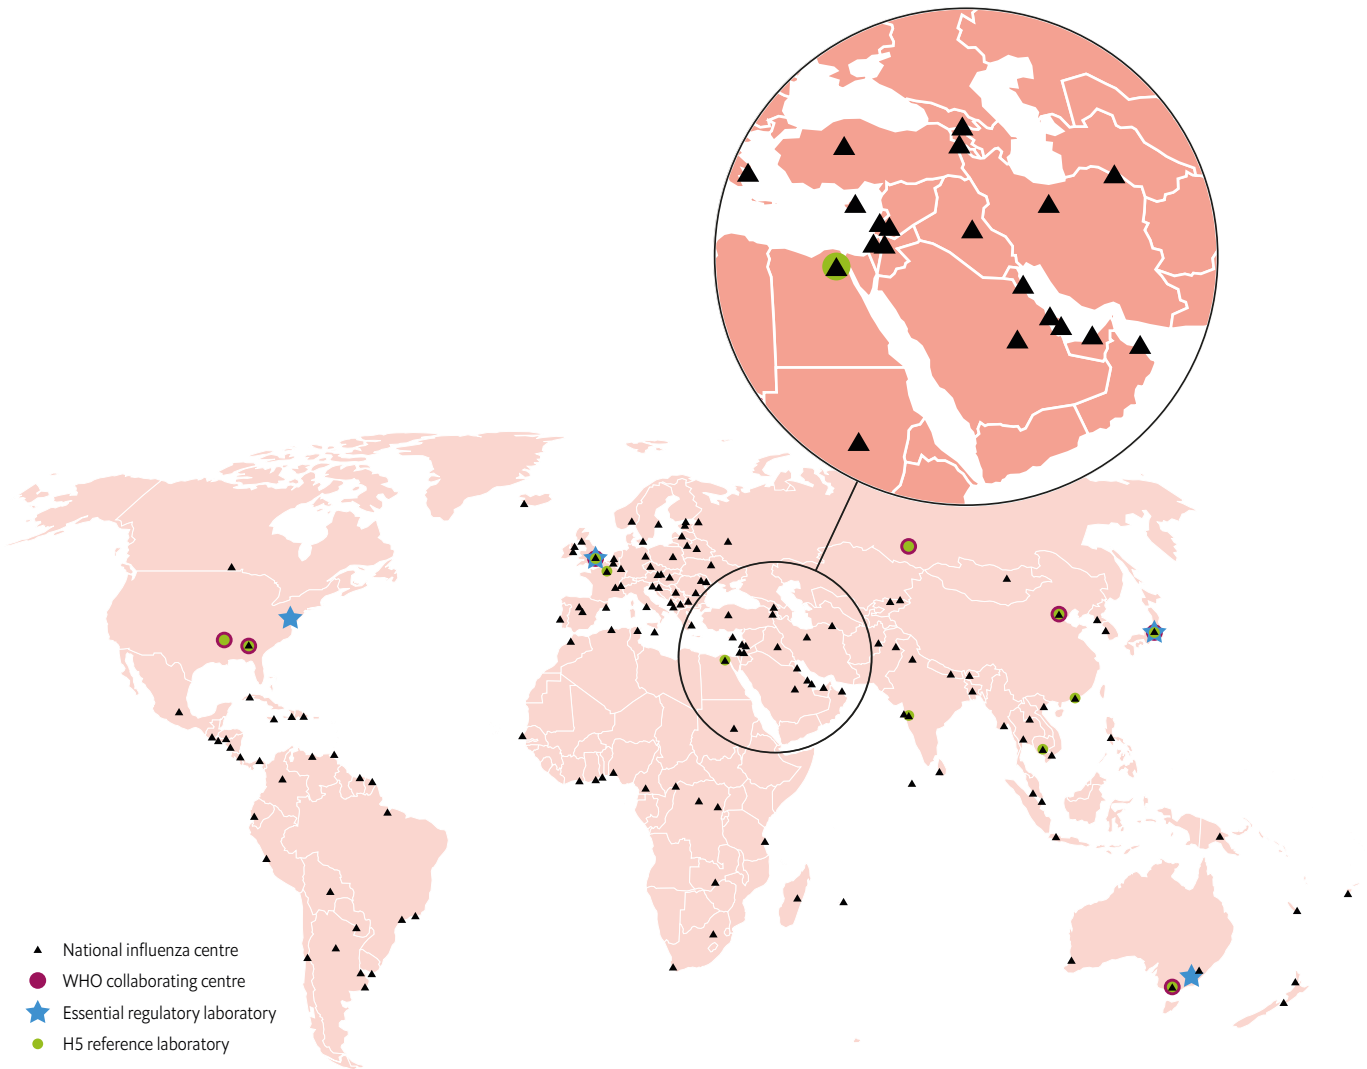 National influenza centre
WHO collaborating centre
Essential regulatory laboratory
H5 reference laboratory